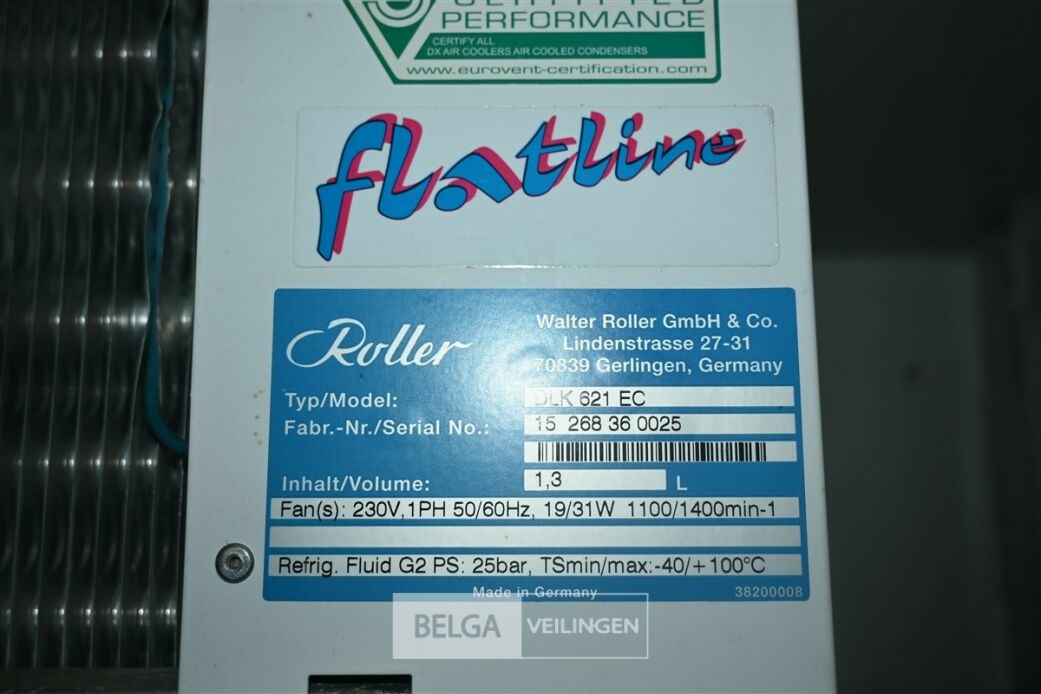 CERTIFIED
PERFORMANCE
CERTIFY ALL
DX AIR COOLERS AIR COOLED CONDENSERS
www.eurovent-certification.com
flatline
Roller
Walter Roller GmbH & Co.
Lindenstrasse 27-31
70839 Gerlingen, Germany
Typ/Model: DLK 621 EC
Fabr.-Nr./Serial No.: 15 268 36 0025
Inhalt/Volume: 1,3 L
Fan(s): 230V,1PH 50/60Hz, 19/31W 1100/1400min-1
Refrig. Fluid G2 PS: 25bar, TSmin/max:-40/+100°C
Made in Germany 38200008
BELGA VEILINGEN